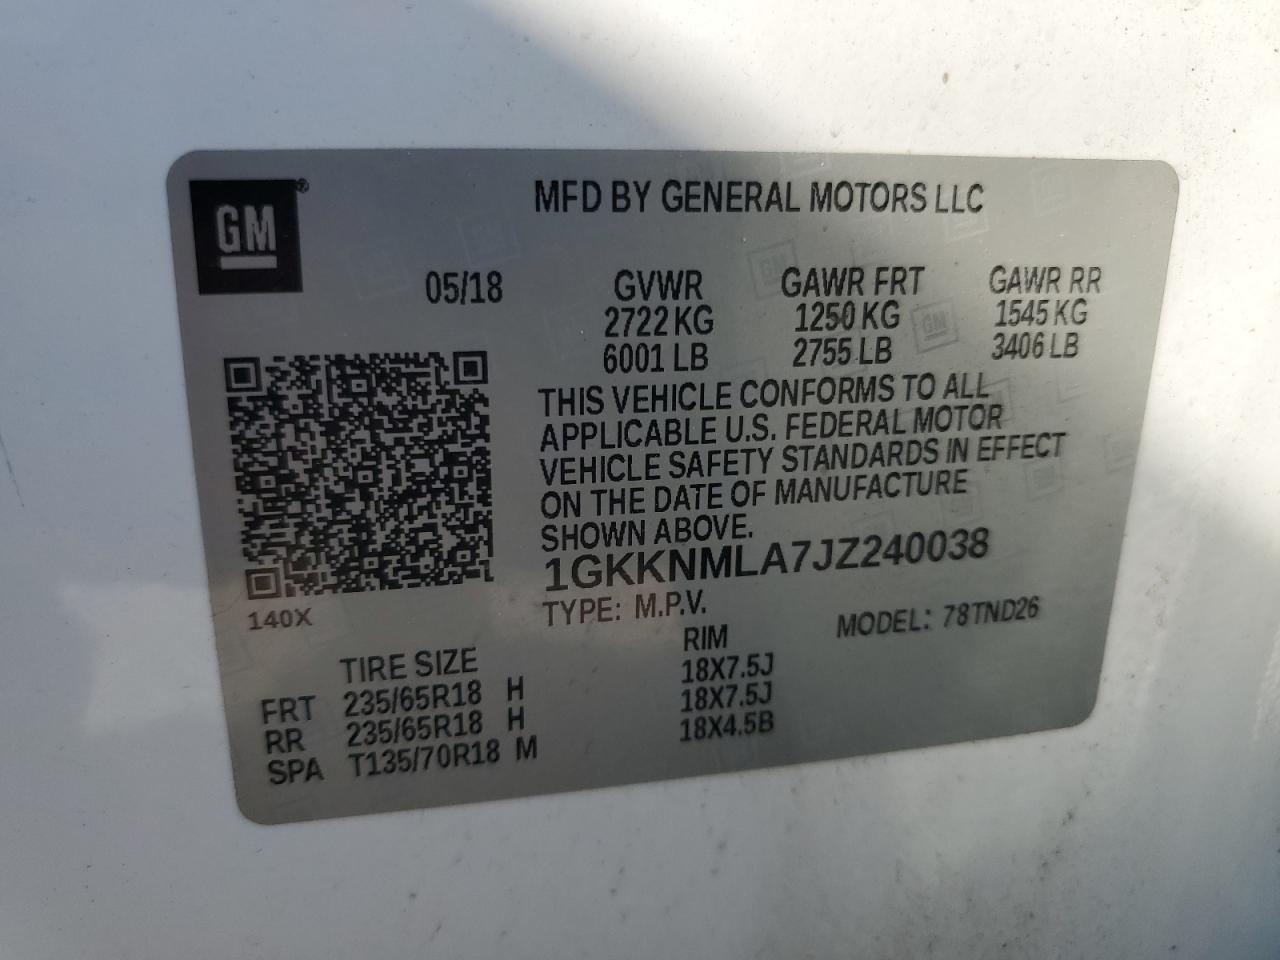 GM®
MFD BY GENERAL MOTORS LLC
05/18
GVWR GAWR FRT GAWR RR
2722 KG 1250 KG 1545 KG
6001 LB 2755 LB 3406 LB
THIS VEHICLE CONFORMS TO ALL
APPLICABLE U.S. FEDERAL MOTOR
VEHICLE SAFETY STANDARDS IN EFFECT
ON THE DATE OF MANUFACTURE
SHOWN ABOVE.
1GKKNMLA7JZ240038
140X
TYPE: M.P.V. MODEL: 78TND26
TIRE SIZE RIM
FRT 235/65R18 H 18X7.5J
RR 235/65R18 H 18X7.5J
SPA T135/70R18 M 18X4.5B